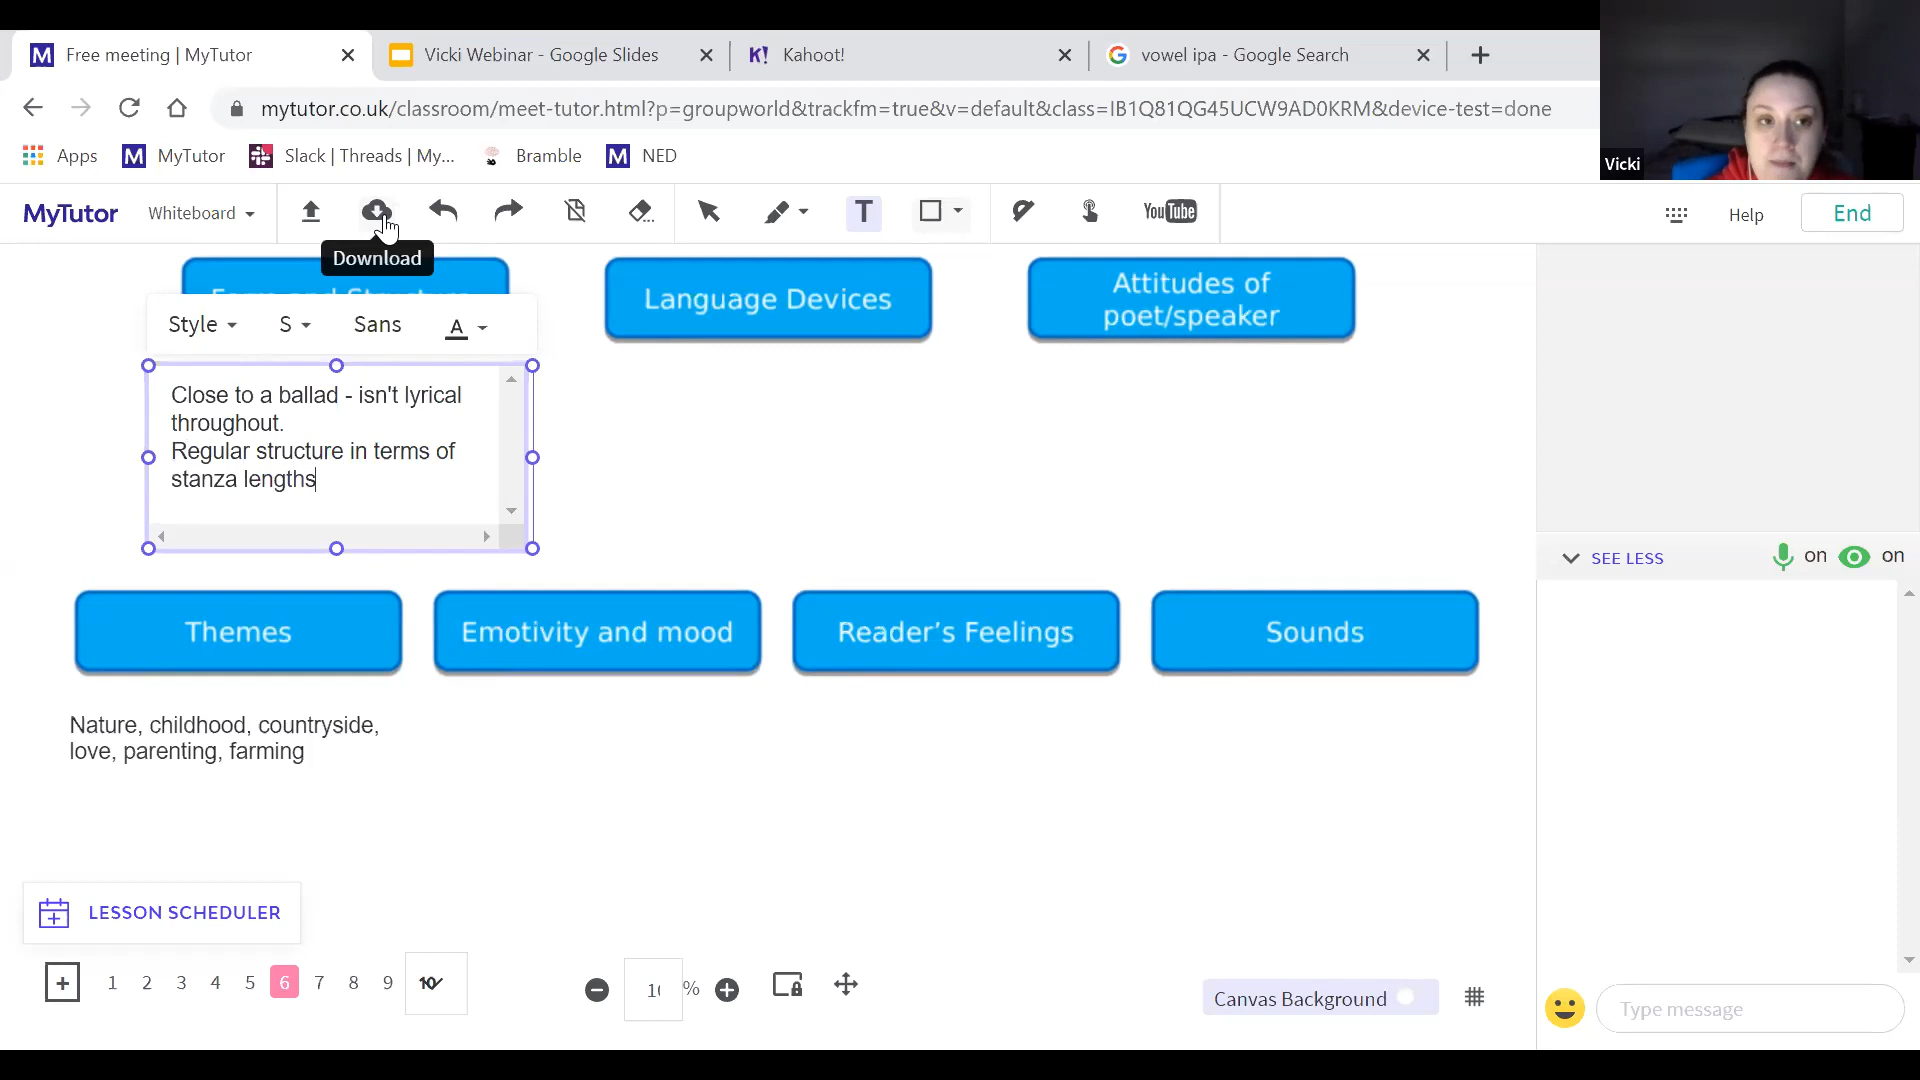 Free meeting | MyTutor
Vicki Webinar - Google Slides
K! Kahoot!
vowel ipa - Google Search
mytutor.co.uk/classroom/meet-tutor.html?p=groupworld&trackfm=true&v=default&class=IB1Q81QG45UCW9AD0KRM&device-test=done
Apps
MyTutor
Slack | Threads | My...
Bramble
NED
Vicki
MyTutor
Whiteboard
T
YouTube
Help
End
Download
Language Devices
Attitudes of
poet/speaker
Style
S
Sans
A
Close to a ballad - isn't lyrical
throughout.
Regular structure in terms of
stanza lengths
SEE LESS
on
on
Themes
Emotivity and mood
Reader's Feelings
Sounds
Nature, childhood, countryside,
love, parenting, farming
LESSON SCHEDULER
1 2 3 4 5 6 7 8 9 10
%
Canvas Background
Type message